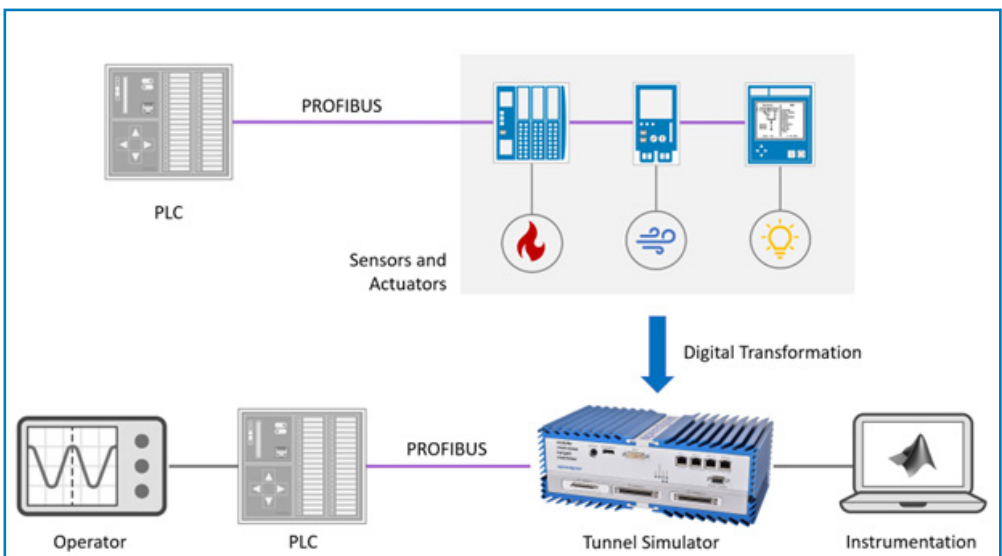 PROFIBUS
PLC
Sensors and
Actuators
Digital Transformation
PROFIBUS
Operator
PLC
Tunnel Simulator
Instrumentation